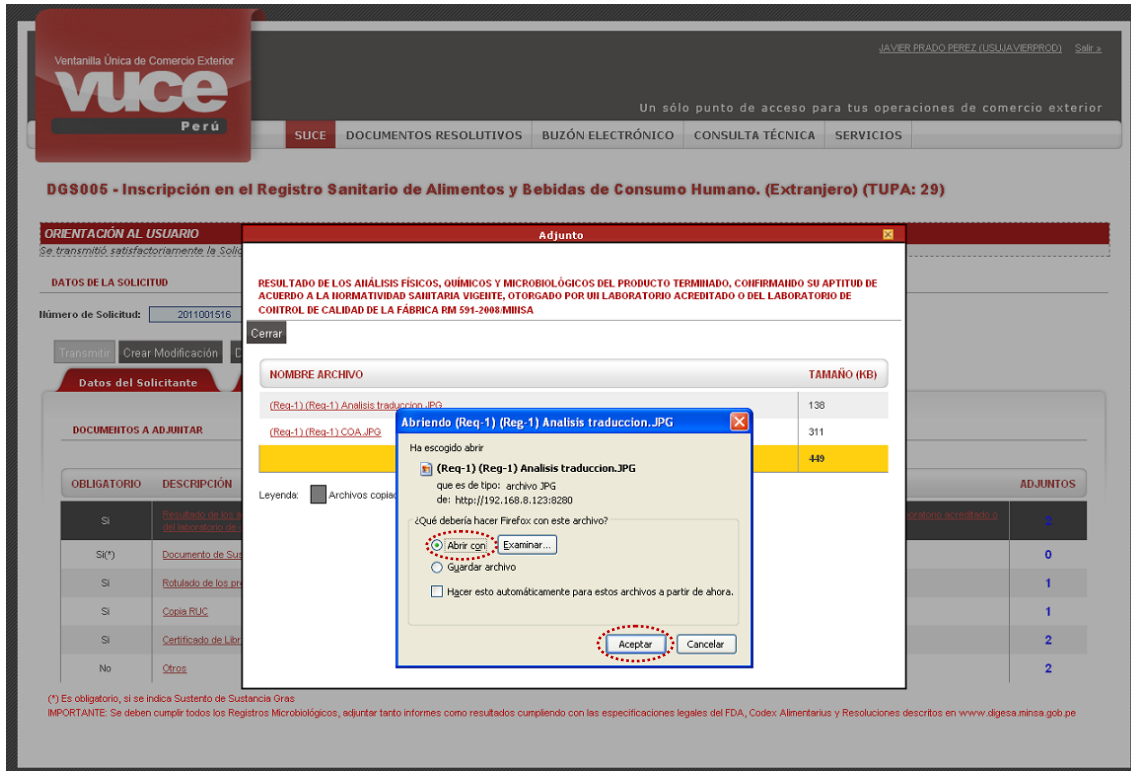 Ventanilla Única de Comercio Exterior
vuce
Perú
JAVIER PRADO PEREZ (USUJAVIERPROD) Salir »
Un sólo punto de acceso para tus operaciones de comercio exterior
SUCE DOCUMENTOS RESOLUTIVOS BUZÓN ELECTRÓNICO CONSULTA TÉCNICA SERVICIOS
DGS005 - Inscripción en el Registro Sanitario de Alimentos y Bebidas de Consumo Humano. (Extranjero) (TUPA: 29)
ORIENTACIÓN AL USUARIO
Se transmitió satisfactoriamente la
DATOS DE LA SOLICITUD
Número de Solicitud: 2011001516
Transmitir Crear Modificación
Datos del Solicitante
DOCUMENTOS A ADJUNTAR
Adjunto
RESULTADO DE LOS ANÁLISIS FÍSICOS, QUÍMICOS Y MICROBIOLÓGICOS DEL PRODUCTO TERMINADO, CONFIRMANDO SU APTITUD DE
ACUERDO A LA NORMATIVIDAD SANITARIA VIGENTE, OTORGADO POR UN LABORATORIO ACREDITADO O DEL LABORATORIO DE
CONTROL DE CALIDAD DE LA FÁBRICA RM 591-2008/MINSA
Cerrar
NOMBRE ARCHIVO TAMAÑO (KB)
(Req-1) (Req-1) Analisis traduccion.JPG 138
(Req-1) (Req-1) COA.JPG 311
449
Leyenda: Archivos
Abriendo (Req-1) (Reg-1) Analisis traduccion.JPG
Ha escogido abrir
(Req-1) (Reg-1) Analisis traduccion.JPG
que es de tipo: archivo JPG
de: http://192.168.8.123:8280
¿Qué debería hacer Firefox con este archivo?
Abrir con Examinar...
Guardar archivo
Hacer esto automáticamente para estos archivos a partir de ahora.
Aceptar Cancelar
OBLIGATORIO DESCRIPCIÓN ADJUNTOS
Si Resultado de los laboratorio acreditado o
del laboratorio de 2
Si(*) Documento de 0
Si Rotulado de los 1
Si Copia RUC 1
Si Certificado de 2
No Otros 2
(*) Es obligatorio, si se indica Sustento de Sustancia Gras
IMPORTANTE: Se deben cumplir todos los Registros Microbiológicos, adjuntar tanto informes como resultados cumpliendo con las especificaciones legales del FDA, Codex Alimentarius y Resoluciones descritos en www.digesa.minsa.gob.pe